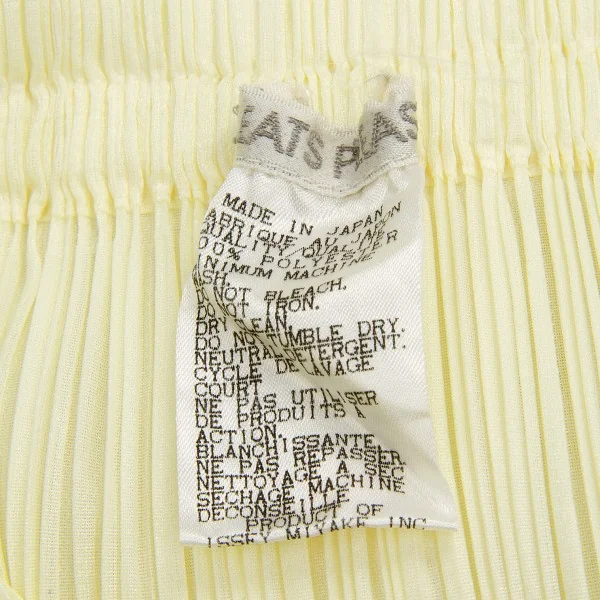 EATS P EAS
MADE IN JAPAN
FABRIQUE AU JAPON
QUALITY/QUALITE
100% POLYESTER
MINIMUM MACHINE
WASH.
DO NOT BLEACH.
DO NOT IRON.
DRY CLEAN.
DO NO TUMBLE DRY.
NEUTRAL DETERGENT.
CYCLE DE LAVAGE
COURT
NE PAS UTILISER
DE PRODUITS A
ACTION.
BLANCHISSANTE.
NE PAS REPASSER
NETTOYAGE A SEC
SECHAGE MACHINE
DECONSEILLE
PRODUCT OF
ISSEY MIYAKE INC